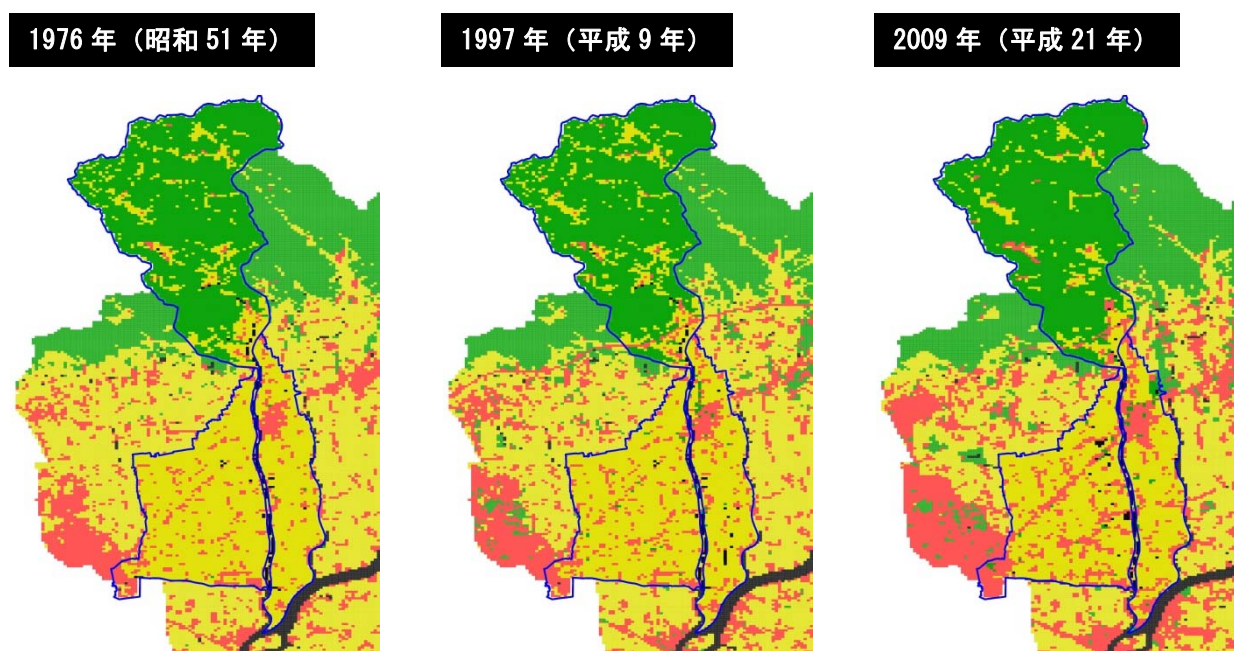 1976 年（昭和 51 年）
1997 年（平成 9 年）
2009 年（平成 21 年）